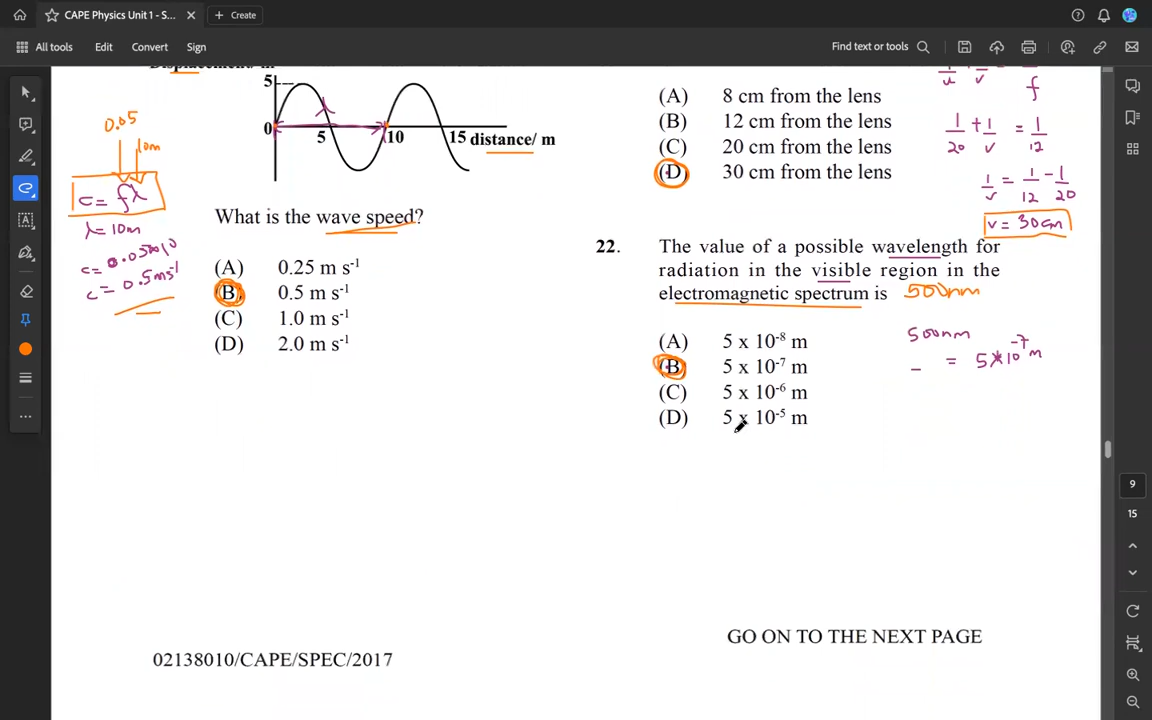 CAPE Physics Unit 1 - S...
Create
All tools
Edit
Convert
Sign
Find text or tools
Displacement/ m
5
0
5
10
15 distance/ m
0.05
10m
c = fλ
λ = 10m
c = 0.05x10
c = 0.5ms-1
What is the wave speed?
(A) 0.25 m s-1
(B) 0.5 m s-1
(C) 1.0 m s-1
(D) 2.0 m s-1
λ
02138010/CAPE/SPEC/2017
(A) 8 cm from the lens
(B) 12 cm from the lens
(C) 20 cm from the lens
(D) 30 cm from the lens
f
1/20 + 1/v = 1/12
1/v = 1/12 - 1/20
v = 30cm
22. The value of a possible wavelength for
radiation in the visible region in the
electromagnetic spectrum is 500nm
(A) 5 x 10-8 m
(B) 5 x 10-7 m
(C) 5 x 10-6 m
(D) 5 x 10-5 m
500nm
= 5*10-7 m
GO ON TO THE NEXT PAGE
9
15